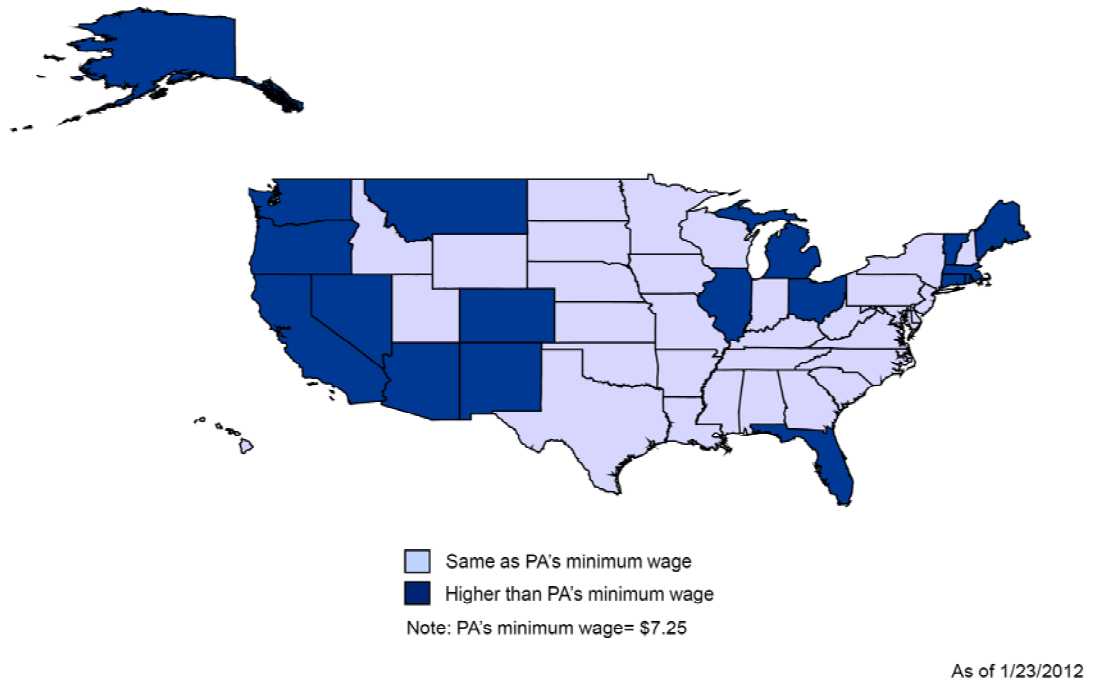 Same as PA's minimum wage
Higher than PA's minimum wage
Note: PA's minimum wage= $7.25
As of 1/23/2012